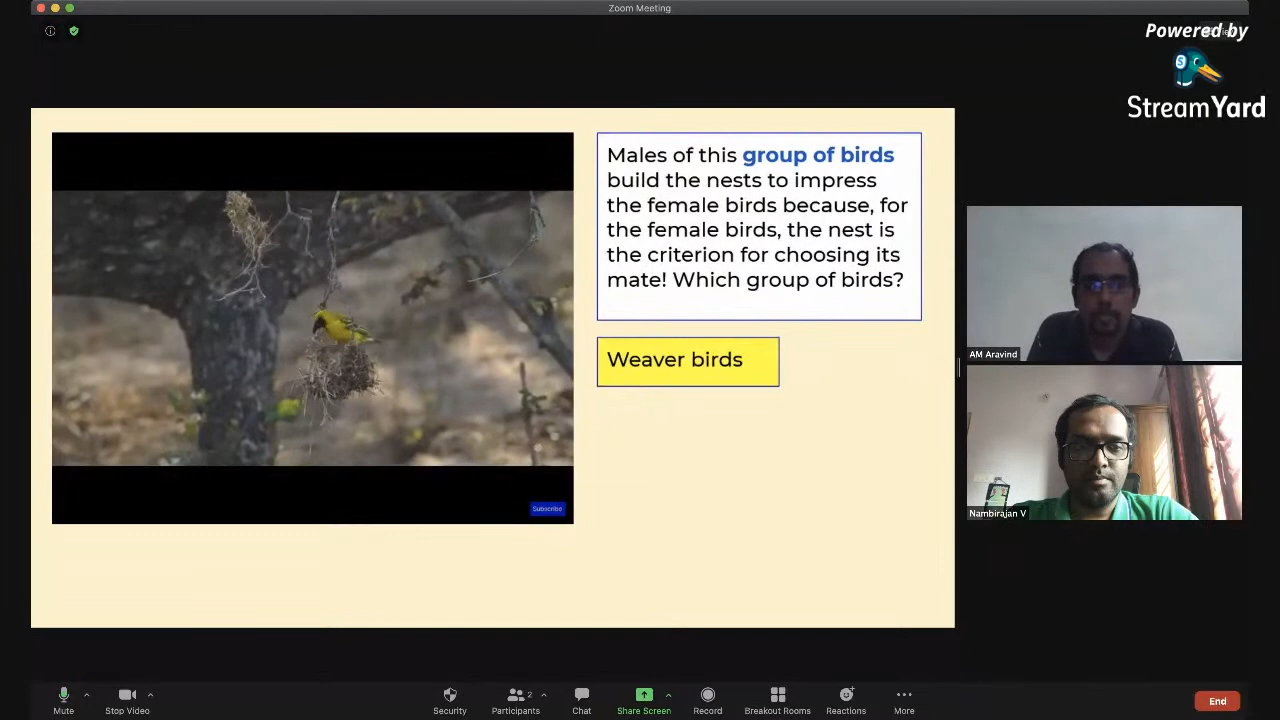 Zoom Meeting
Powered by
StreamYard
Males of this group of birds
build the nests to impress
the female birds because, for
the female birds, the nest is
the criterion for choosing its
mate! Which group of birds?
Weaver birds
Subscribe
AM Aravind
Nambirajan V
Mute
Stop Video
Security
Participants
2
Chat
Share Screen
Record
Breakout Rooms
Reactions
More
End